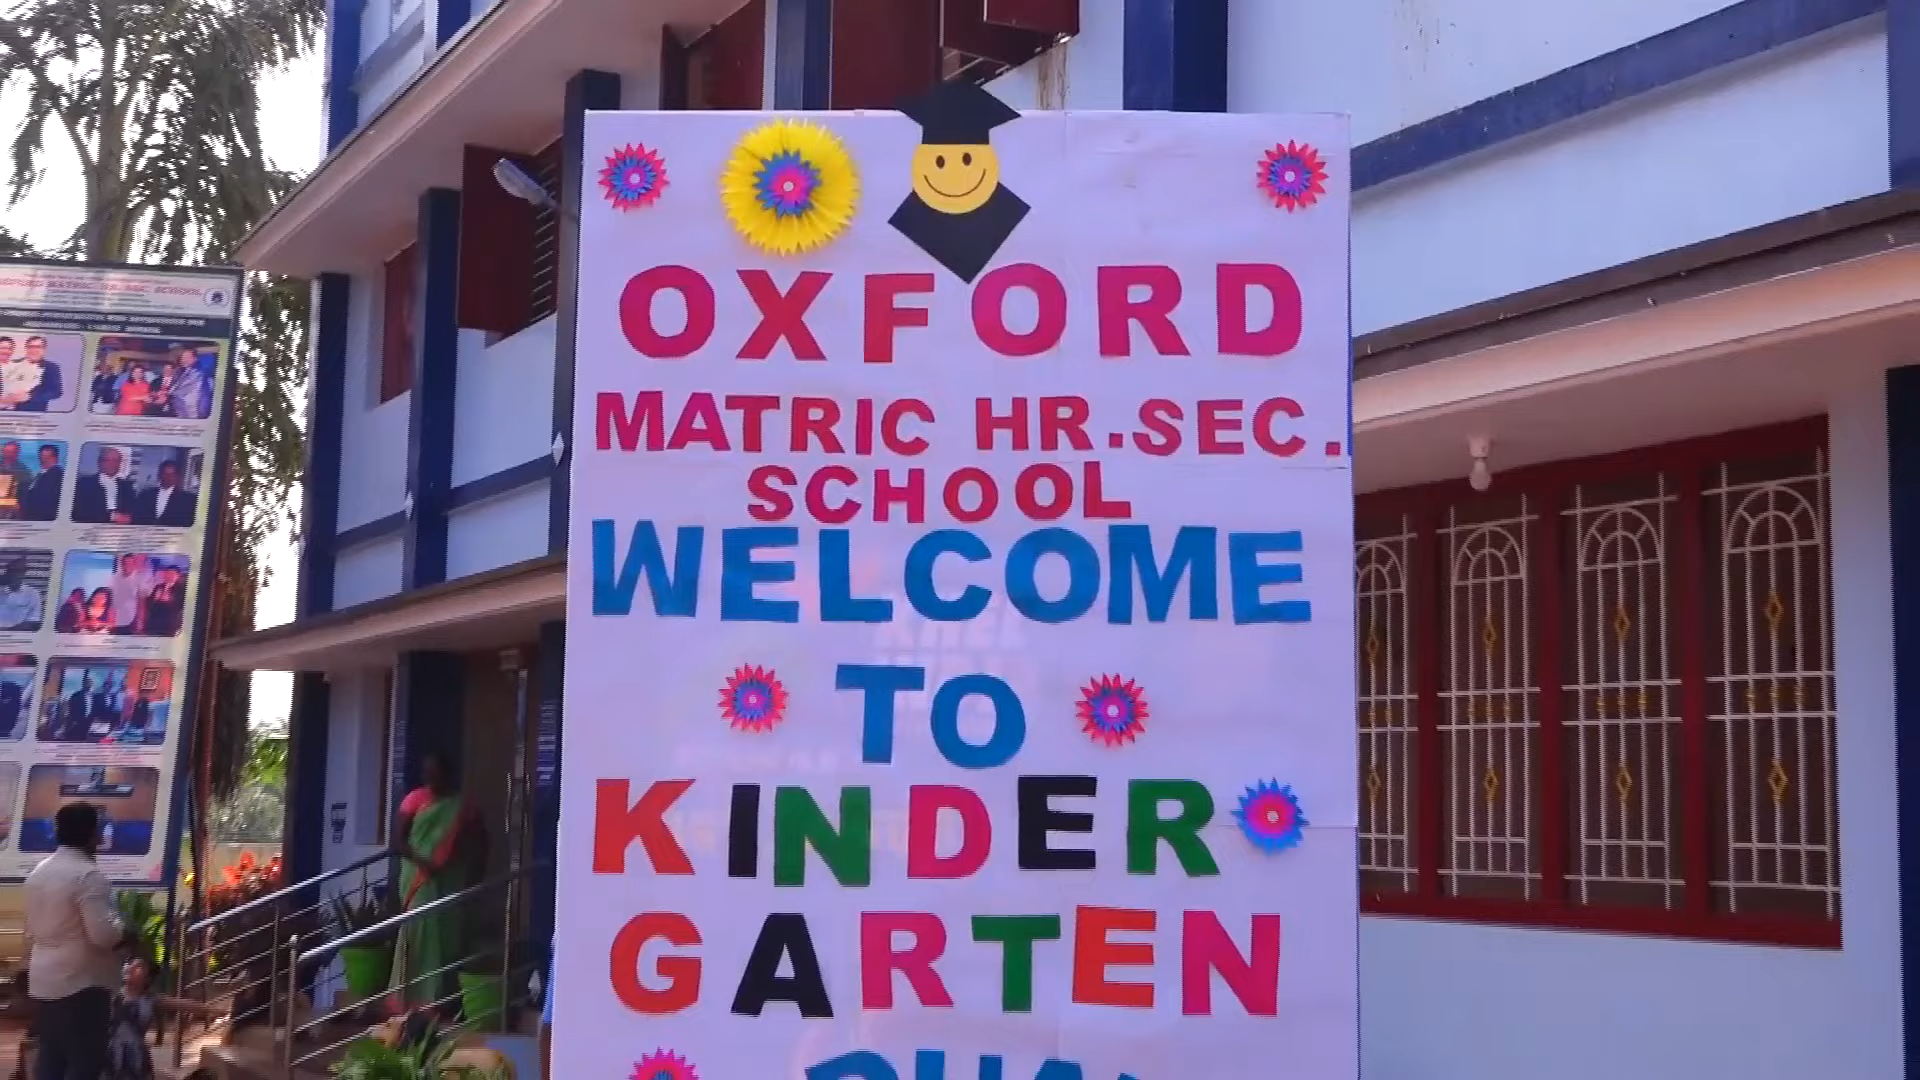 OXFORD
MATRIC HR.SEC.
SCHOOL
WELCOME
TO
KINDER
GARTEN